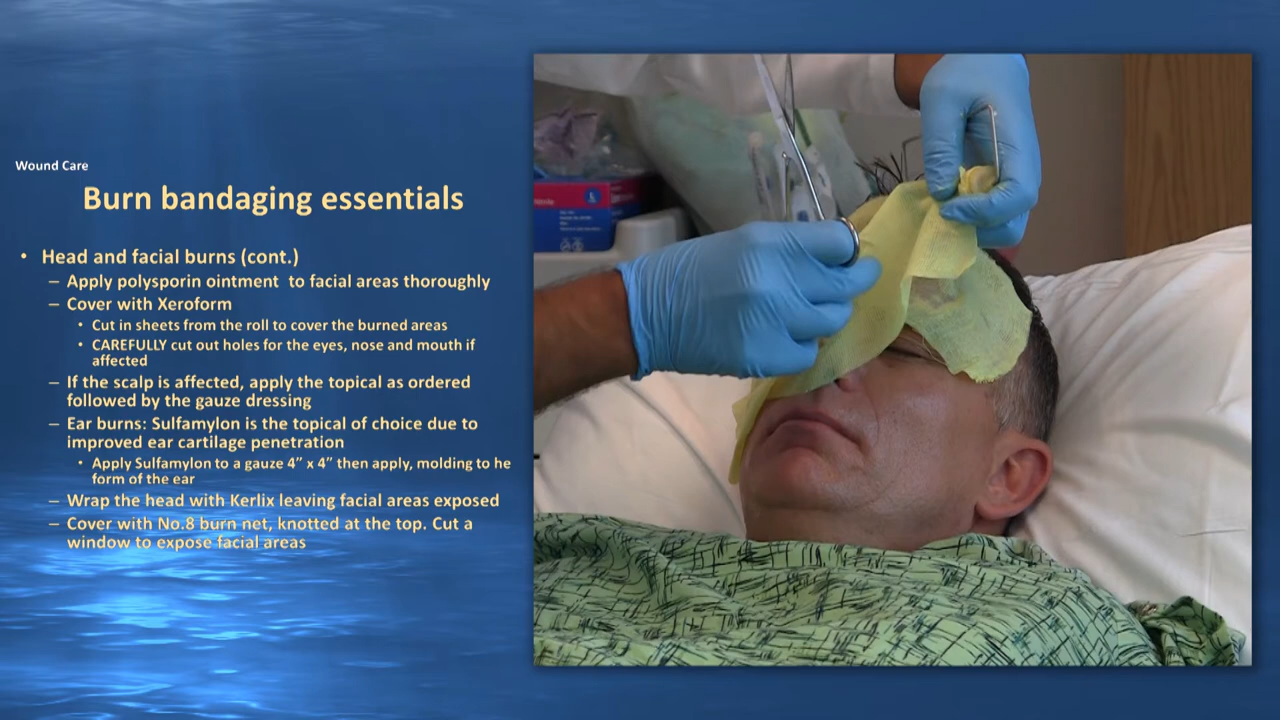 Wound Care
Burn bandaging essentials
• Head and facial burns (cont.)
– Apply polysporin ointment  to facial areas thoroughly
– Cover with Xeroform
• Cut in sheets from the roll to cover the burned areas
• CAREFULLY cut out holes for the eyes, nose and mouth if
affected
– If the scalp is affected, apply the topical as ordered
followed by the gauze dressing
– Ear burns: Sulfamylon is the topical of choice due to
improved ear cartilage penetration
• Apply Sulfamylon to a gauze 4” x 4” then apply, molding to he
form of the ear
– Wrap the head with Kerlix leaving facial areas exposed
– Cover with No.8 burn net, knotted at the top. Cut a
window to expose facial areas